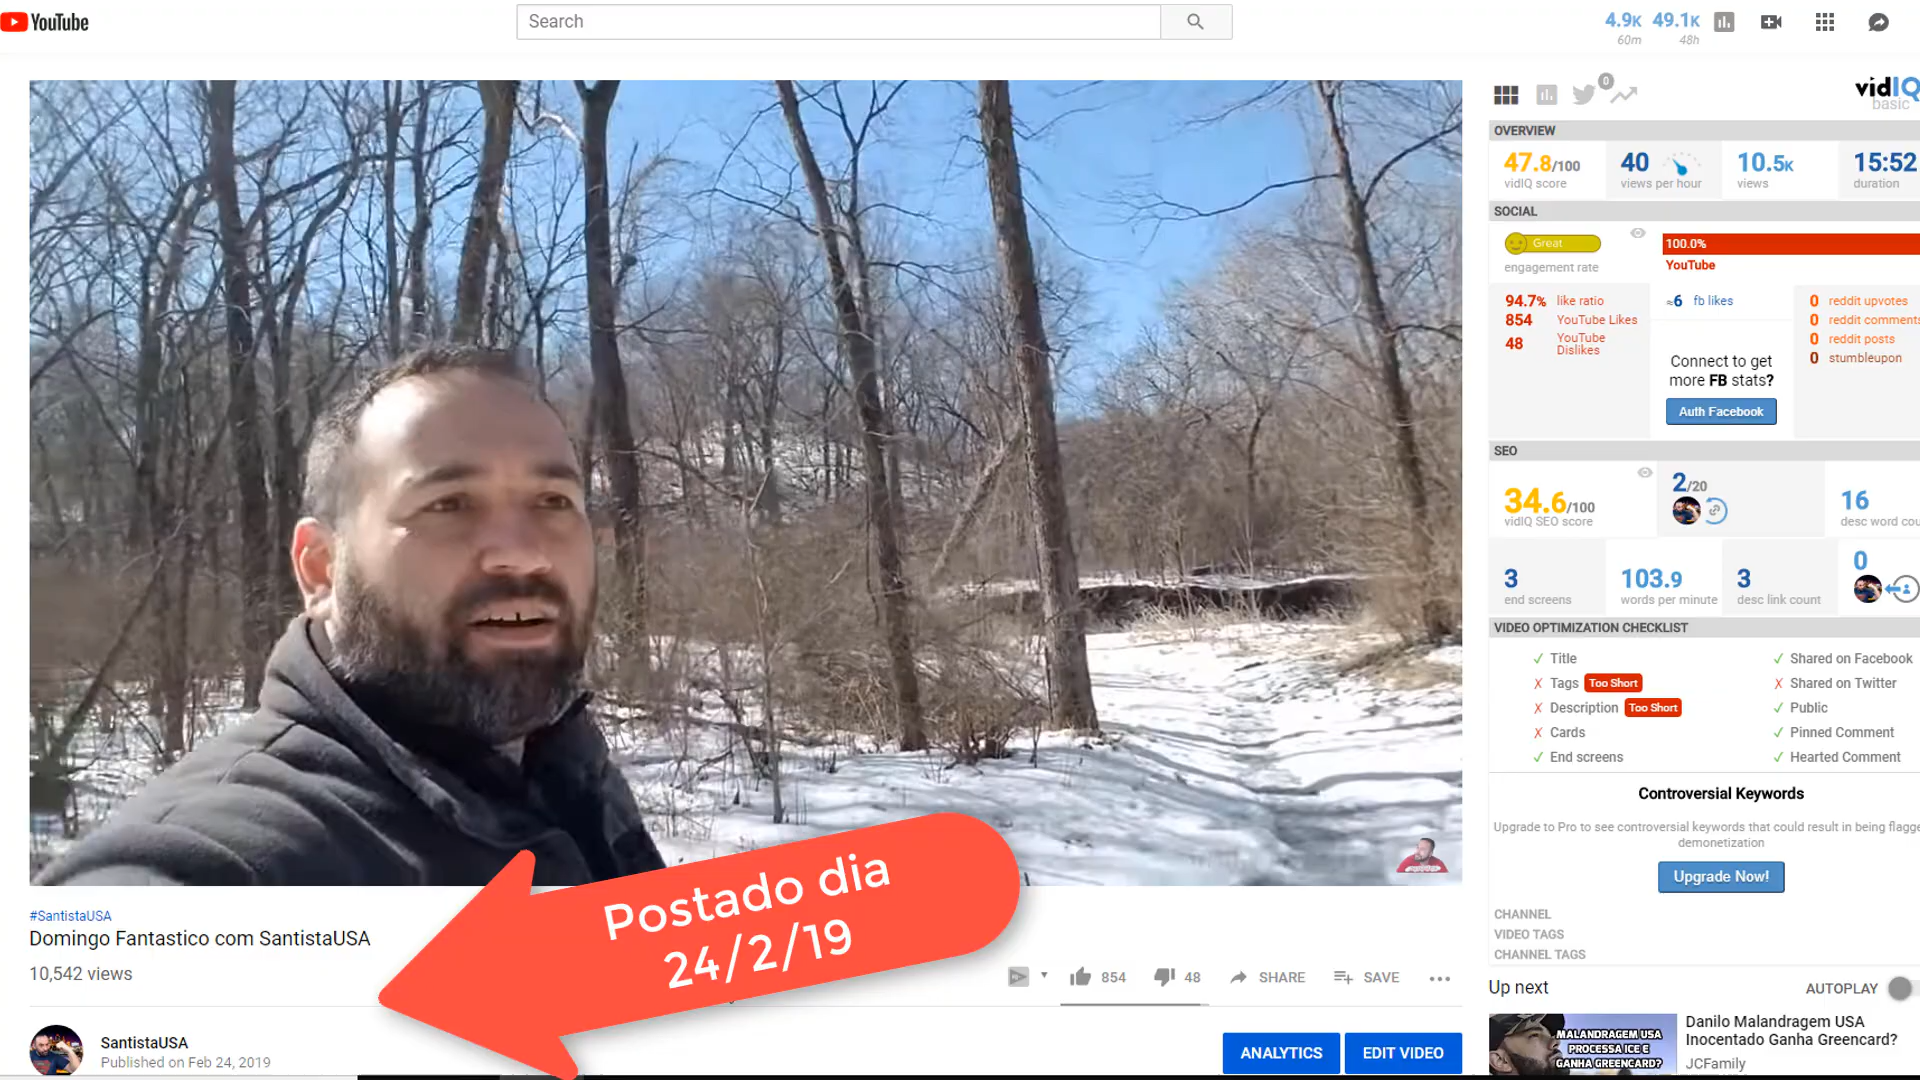 YouTube
Search
4.9K 49.1K
60m 48h
0
vidIQ
basic
OVERVIEW
47.8/100
vidIQ score
40
views per hour
10.5K
views
15:52
duration
SOCIAL
Great
engagement rate
100.0%
YouTube
94.7% like ratio
854 YouTube Likes
48 YouTube
Dislikes
≈6 fb likes
Connect to get
more FB stats?
Auth Facebook
0 reddit upvotes
0 reddit comments
0 reddit posts
0 stumbleupon
SEO
34.6/100
vidIQ SEO score
2/20
16
desc word cou
3
end screens
103.9
words per minute
3
desc link count
0
VIDEO OPTIMIZATION CHECKLIST
✓ Title
✗ Tags Too Short
✗ Description Too Short
✗ Cards
✓ End screens
✓ Shared on Facebook
✗ Shared on Twitter
✓ Public
✓ Pinned Comment
✓ Hearted Comment
Controversial Keywords
Upgrade to Pro to see controversial keywords that could result in being flagge
demonetization
Upgrade Now!
CHANNEL
VIDEO TAGS
CHANNEL TAGS
Up next
AUTOPLAY
MALANDRAGEM USA
PROCESSA ICE E
GANHA GREENCARD?
Danilo Malandragem USA
Inocentado Ganha Greencard?
JCFamily
#SantistaUSA
Domingo Fantastico com SantistaUSA
10,542 views
Postado dia
24/2/19
854 48 SHARE SAVE
SantistaUSA
Published on Feb 24, 2019
ANALYTICS EDIT VIDEO